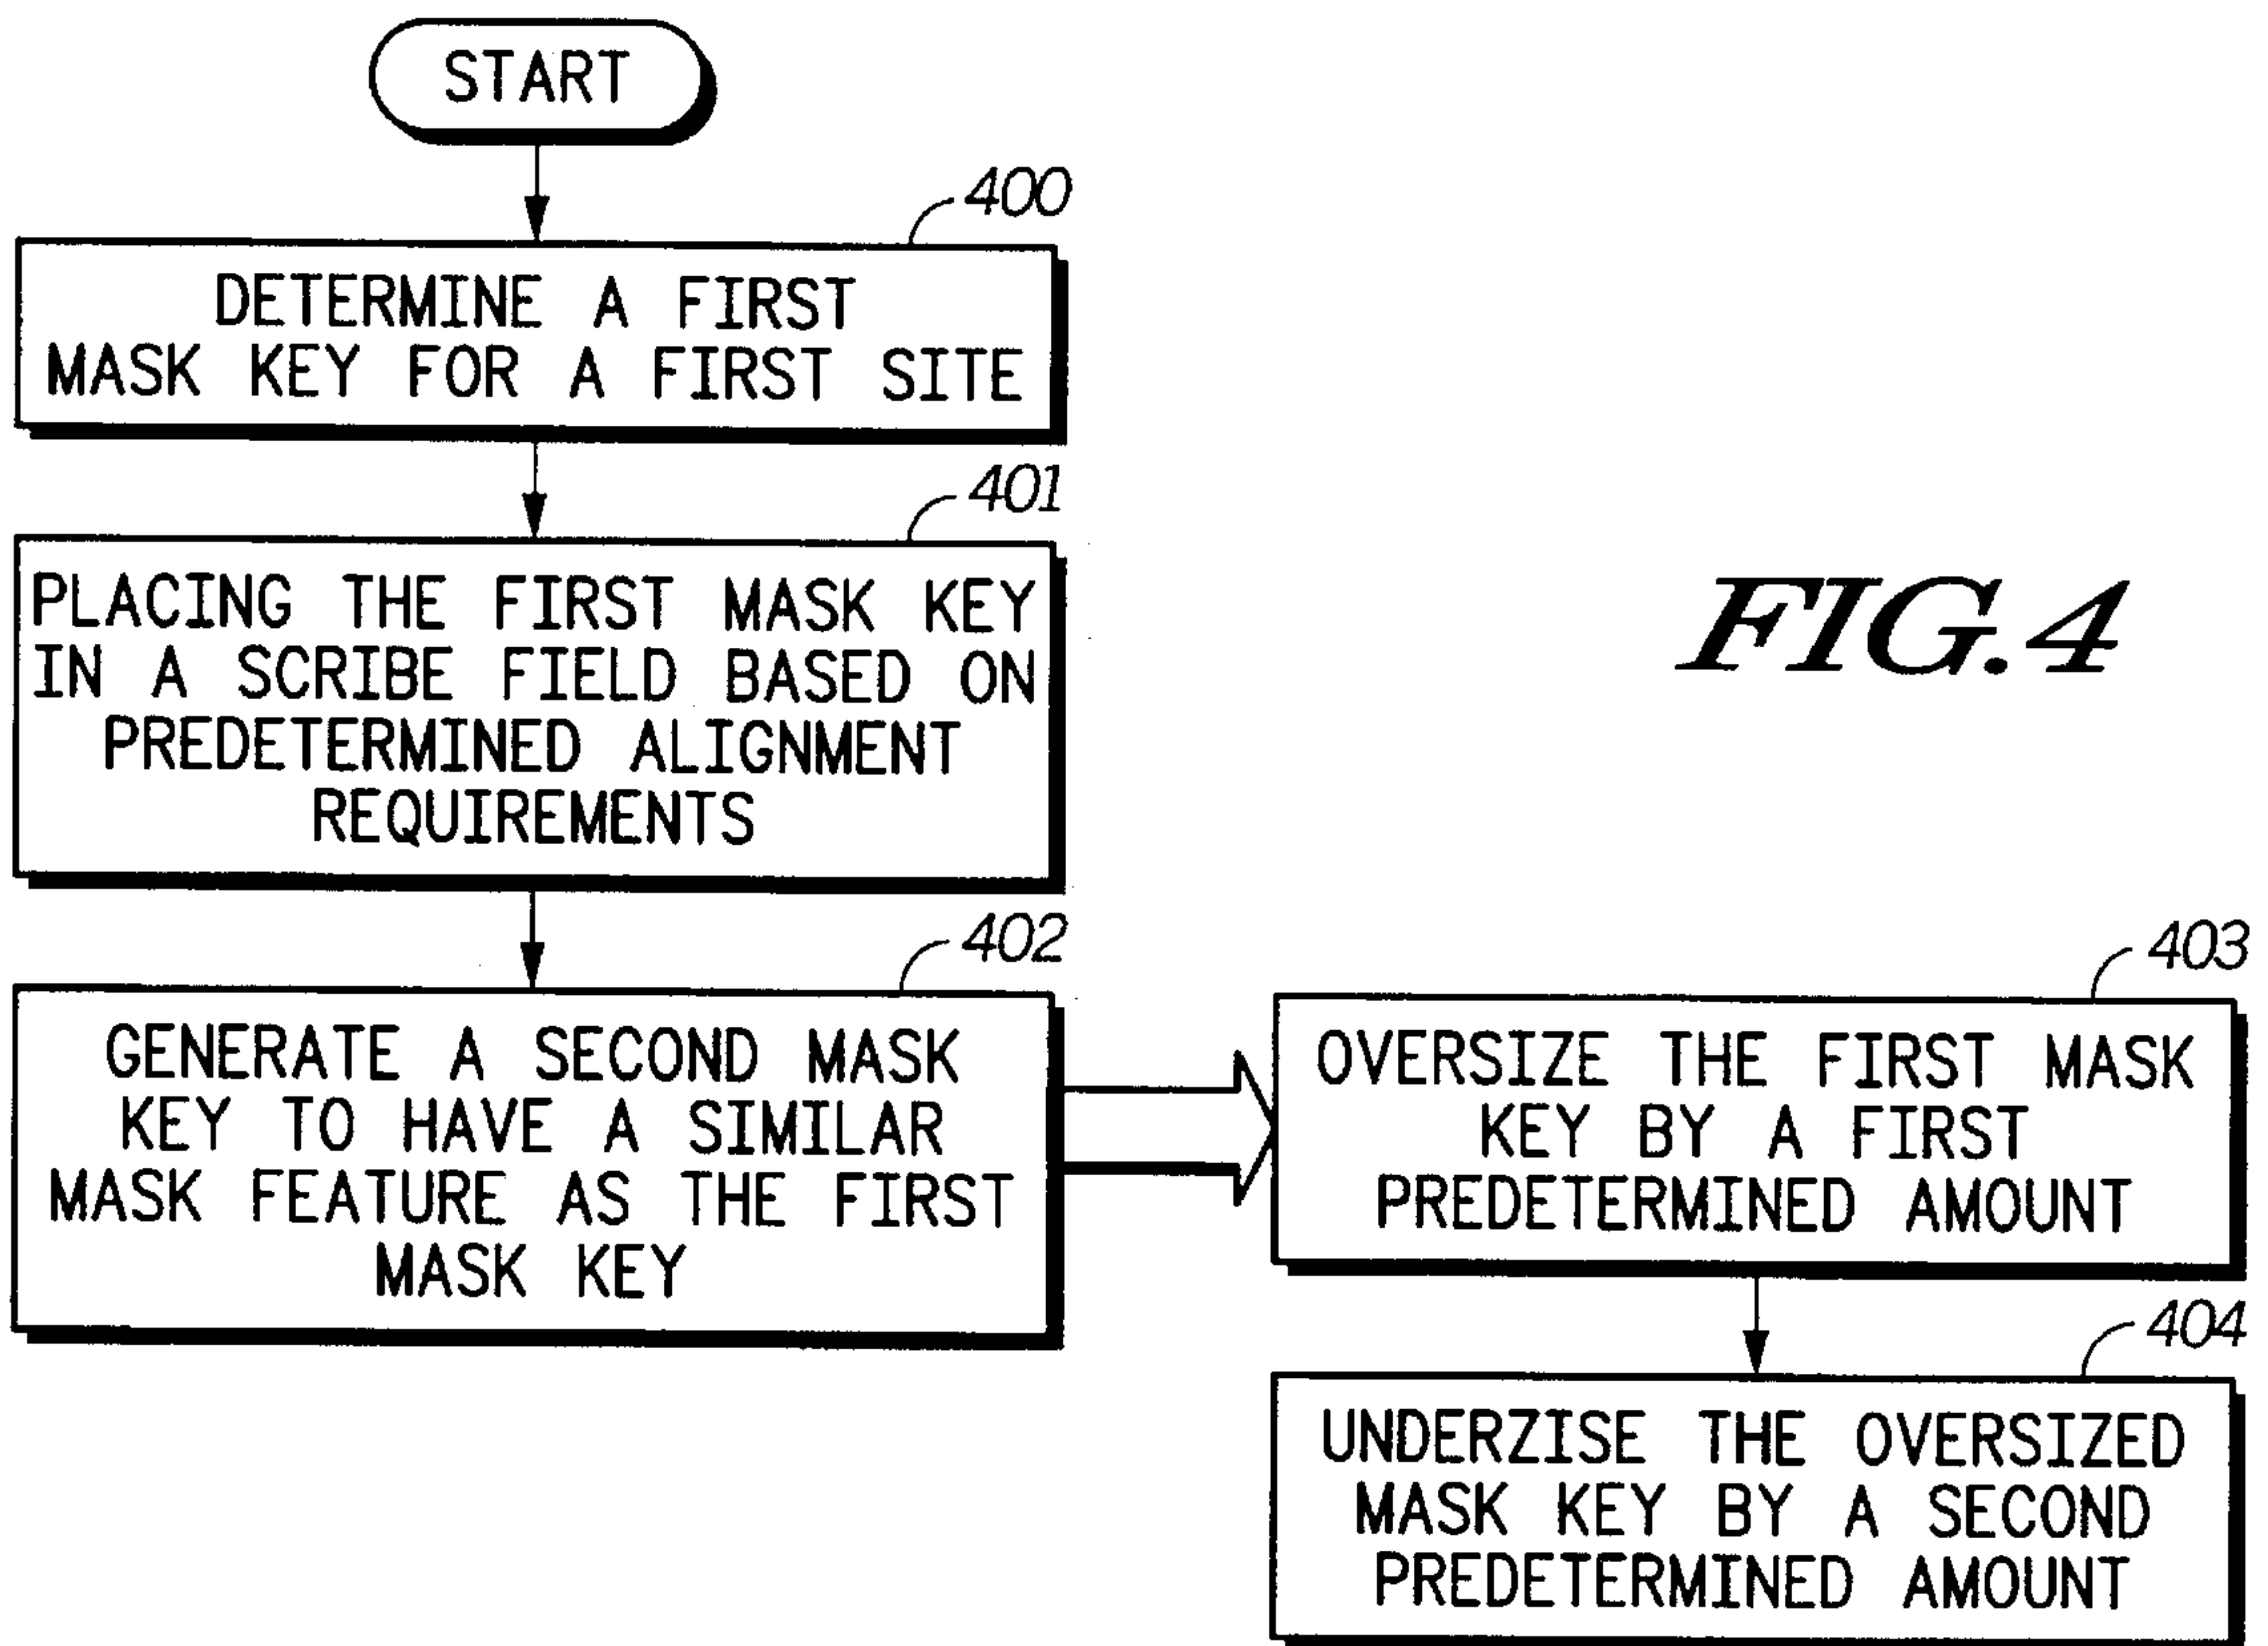 START
400
DETERMINE A FIRST
MASK KEY FOR A FIRST SITE
401
PLACING THE FIRST MASK KEY
IN A SCRIBE FIELD BASED ON
PREDETERMINED ALIGNMENT
REQUIREMENTS
FIG.4
402
GENERATE A SECOND MASK
KEY TO HAVE A SIMILAR
MASK FEATURE AS THE FIRST
MASK KEY
403
OVERSIZE THE FIRST MASK
KEY BY A FIRST
PREDETERMINED AMOUNT
404
UNDERZISE THE OVERSIZED
MASK KEY BY A SECOND
PREDETERMINED AMOUNT